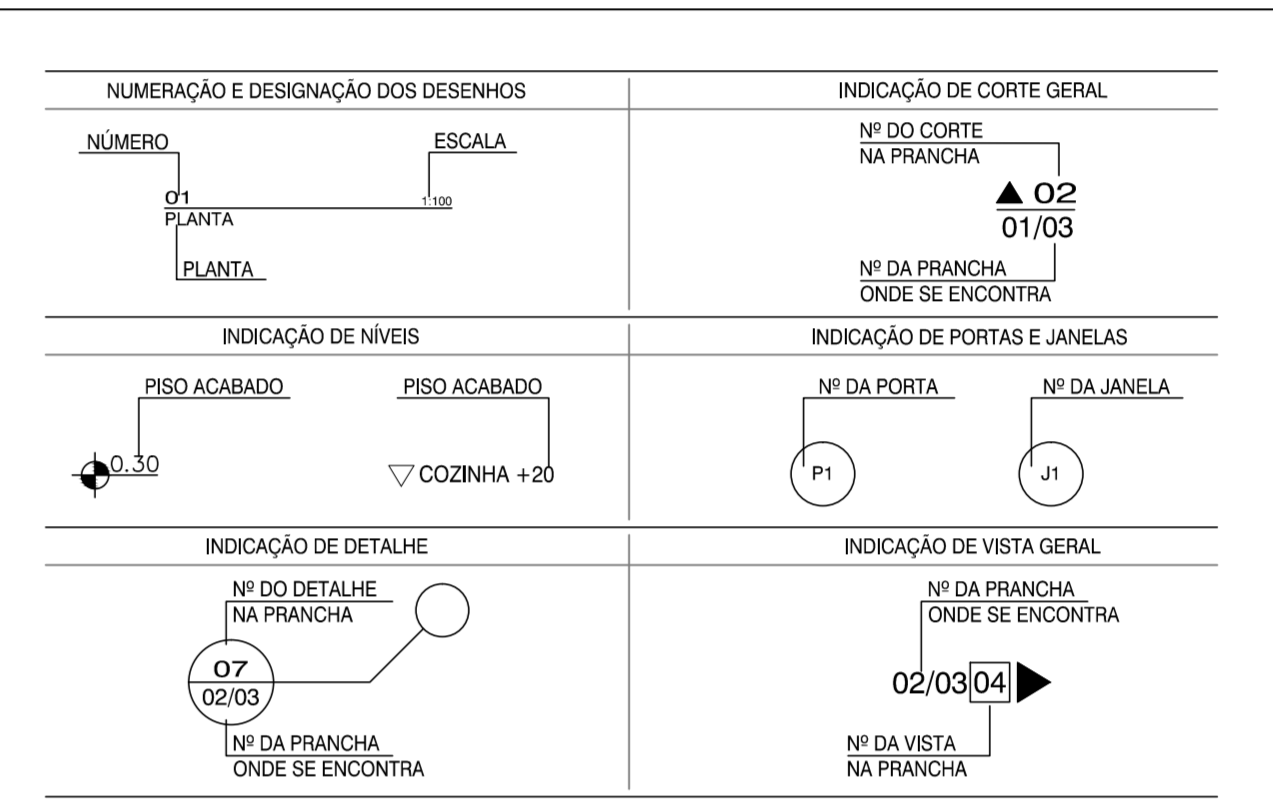 NUMERAÇÃO E DESIGNAÇÃO DOS DESENHOS
NÚMERO
ESCALA
01
1:100
PLANTA
PLANTA
INDICAÇÃO DE CORTE GERAL
Nº DO CORTE
NA PRANCHA
▲ 02
01/03
Nº DA PRANCHA
ONDE SE ENCONTRA
INDICAÇÃO DE NÍVEIS
PISO ACABADO
0.30
PISO ACABADO
▽ COZINHA +20
INDICAÇÃO DE PORTAS E JANELAS
Nº DA PORTA
P1
Nº DA JANELA
J1
INDICAÇÃO DE DETALHE
Nº DO DETALHE
NA PRANCHA
07
02/03
Nº DA PRANCHA
ONDE SE ENCONTRA
INDICAÇÃO DE VISTA GERAL
Nº DA PRANCHA
ONDE SE ENCONTRA
02/03 04
Nº DA VISTA
NA PRANCHA